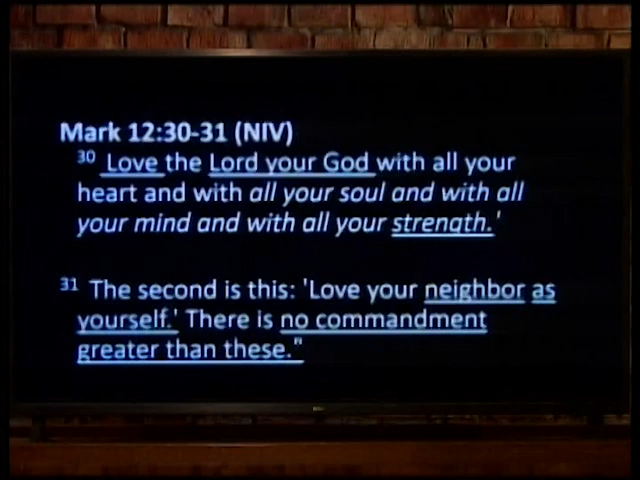 Mark 12:30-31 (NIV)
30 Love the Lord your God with all your
heart and with all your soul and with all
your mind and with all your strength.'
31 The second is this: 'Love your neighbor as
yourself.' There is no commandment
greater than these."